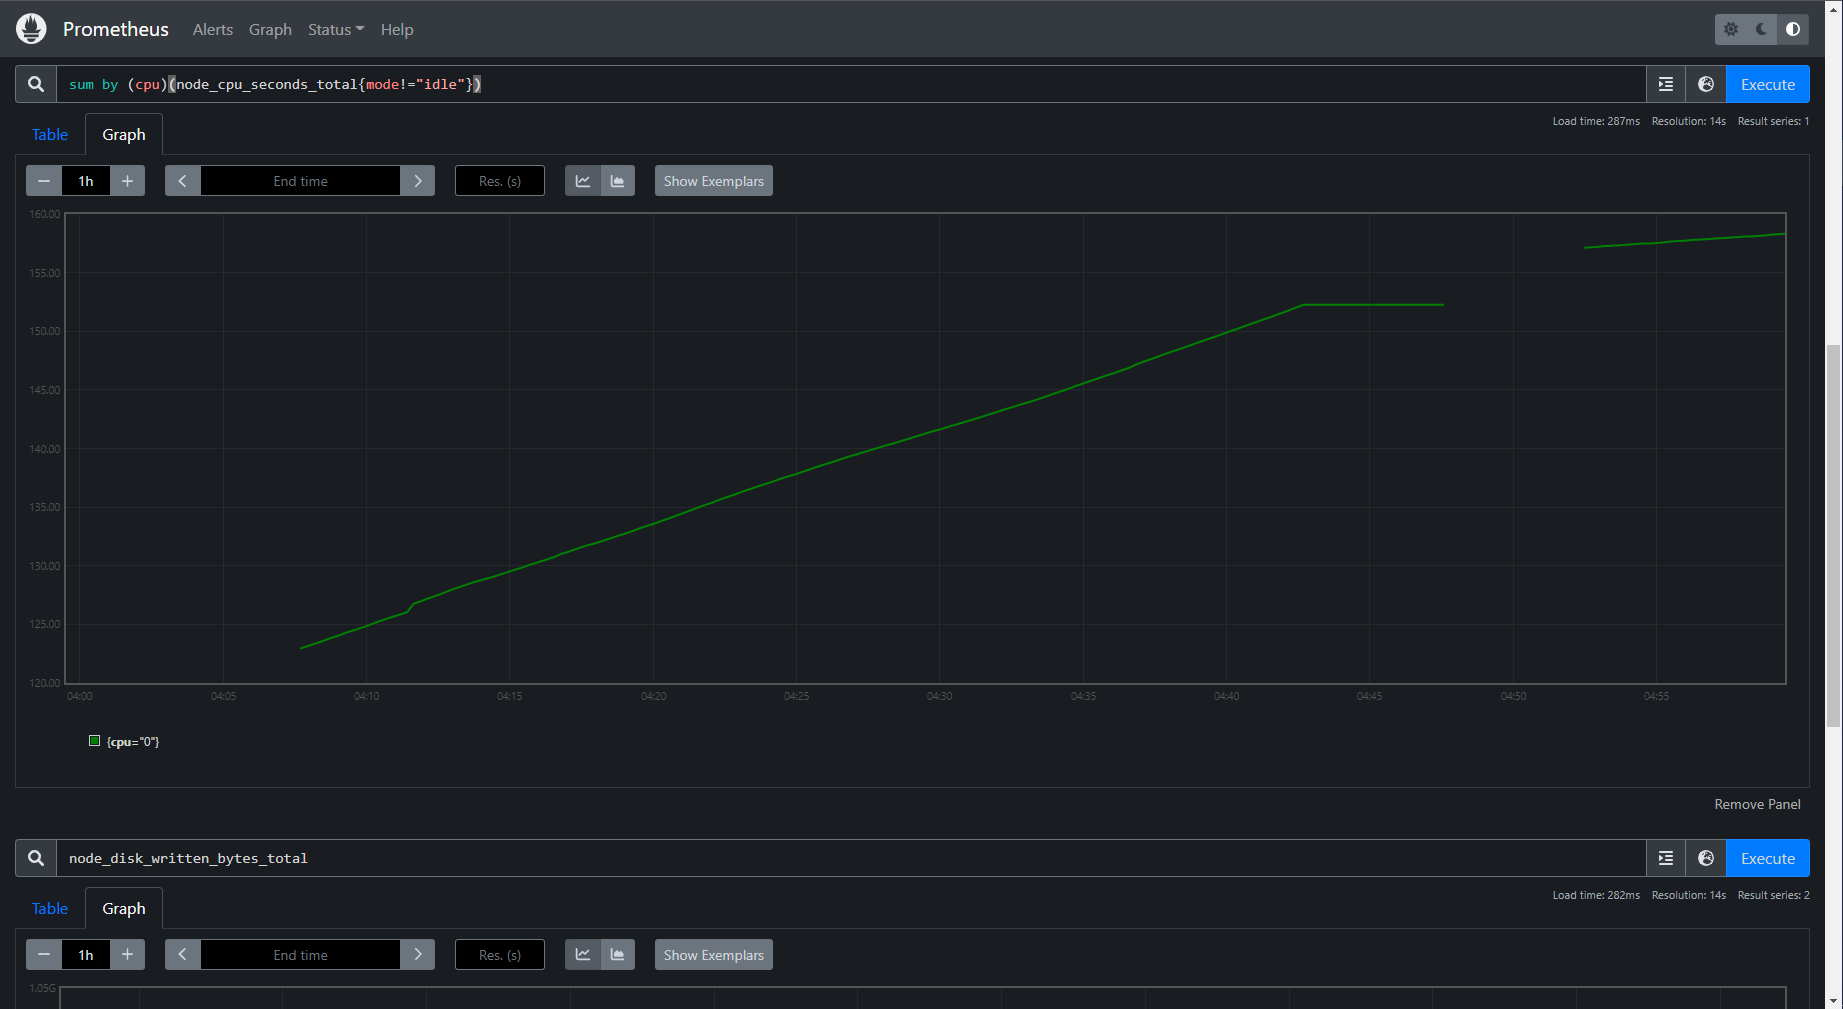 Prometheus Alerts Graph Status Help
sum by (cpu)(node_cpu_seconds_total{mode!="idle"}) Execute
Table Graph Load time: 287ms Resolution: 14s Result series: 1
1h End time Res. (s) Show Exemplars
160.00
155.00
150.00
145.00
140.00
135.00
130.00
125.00
120.00
04:00 04:05 04:10 04:15 04:20 04:25 04:30 04:35 04:40 04:45 04:50 04:55
{cpu="0"}
Remove Panel
node_disk_written_bytes_total Execute
Table Graph Load time: 282ms Resolution: 14s Result series: 2
1h End time Res. (s) Show Exemplars
1.05G